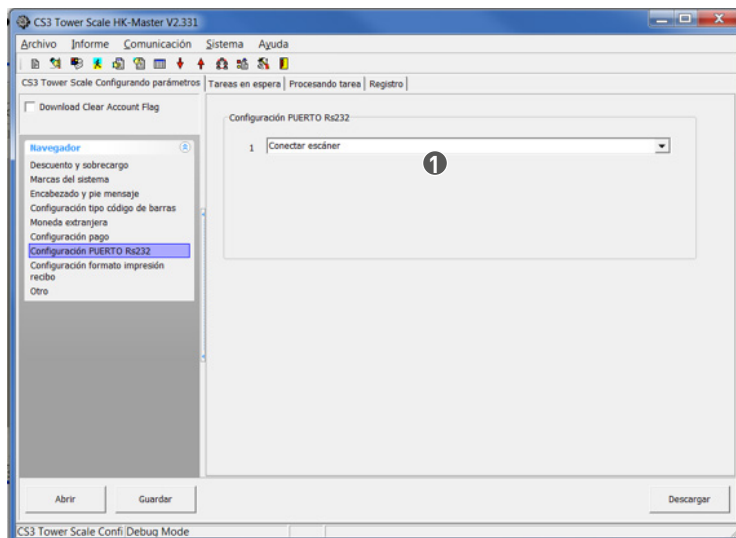 CS3 Tower Scale HK-Master V2.331
Archivo Informe Comunicación Sistema Ayuda
CS3 Tower Scale Configurando parámetros Tareas en espera Procesando tarea Registro
Download Clear Account Flag
Configuración PUERTO Rs232
1 Conectar escáner
1
Navegador
Descuento y sobrecargo
Marcas del sistema
Encabezado y pie mensaje
Configuración tipo código de barras
Moneda extranjera
Configuración pago
Configuración PUERTO Rs232
Configuración formato impresión
recibo
Otro
Abrir Guardar Descargar
CS3 Tower Scale Confi Debug Mode